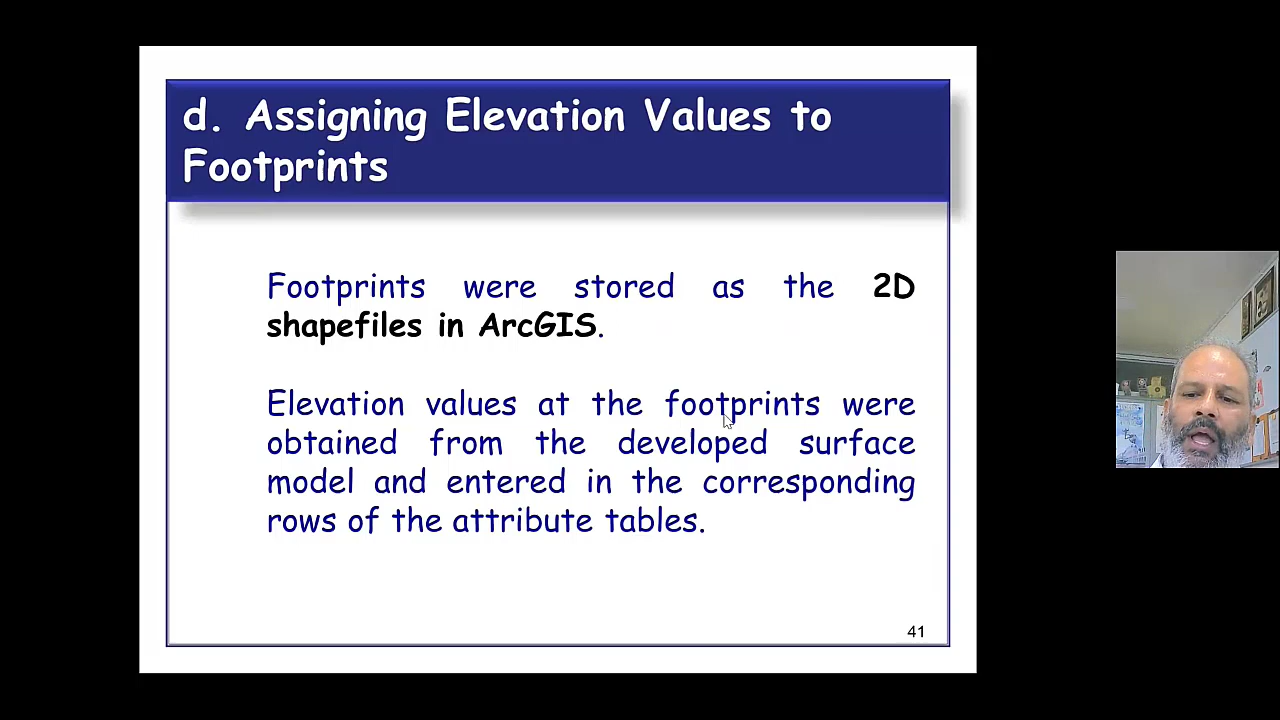 d. Assigning Elevation Values to
Footprints
Footprints were stored as the 2D
shapefiles in ArcGIS.
Elevation values at the footprints were
obtained from the developed surface
model and entered in the corresponding
rows of the attribute tables.
41